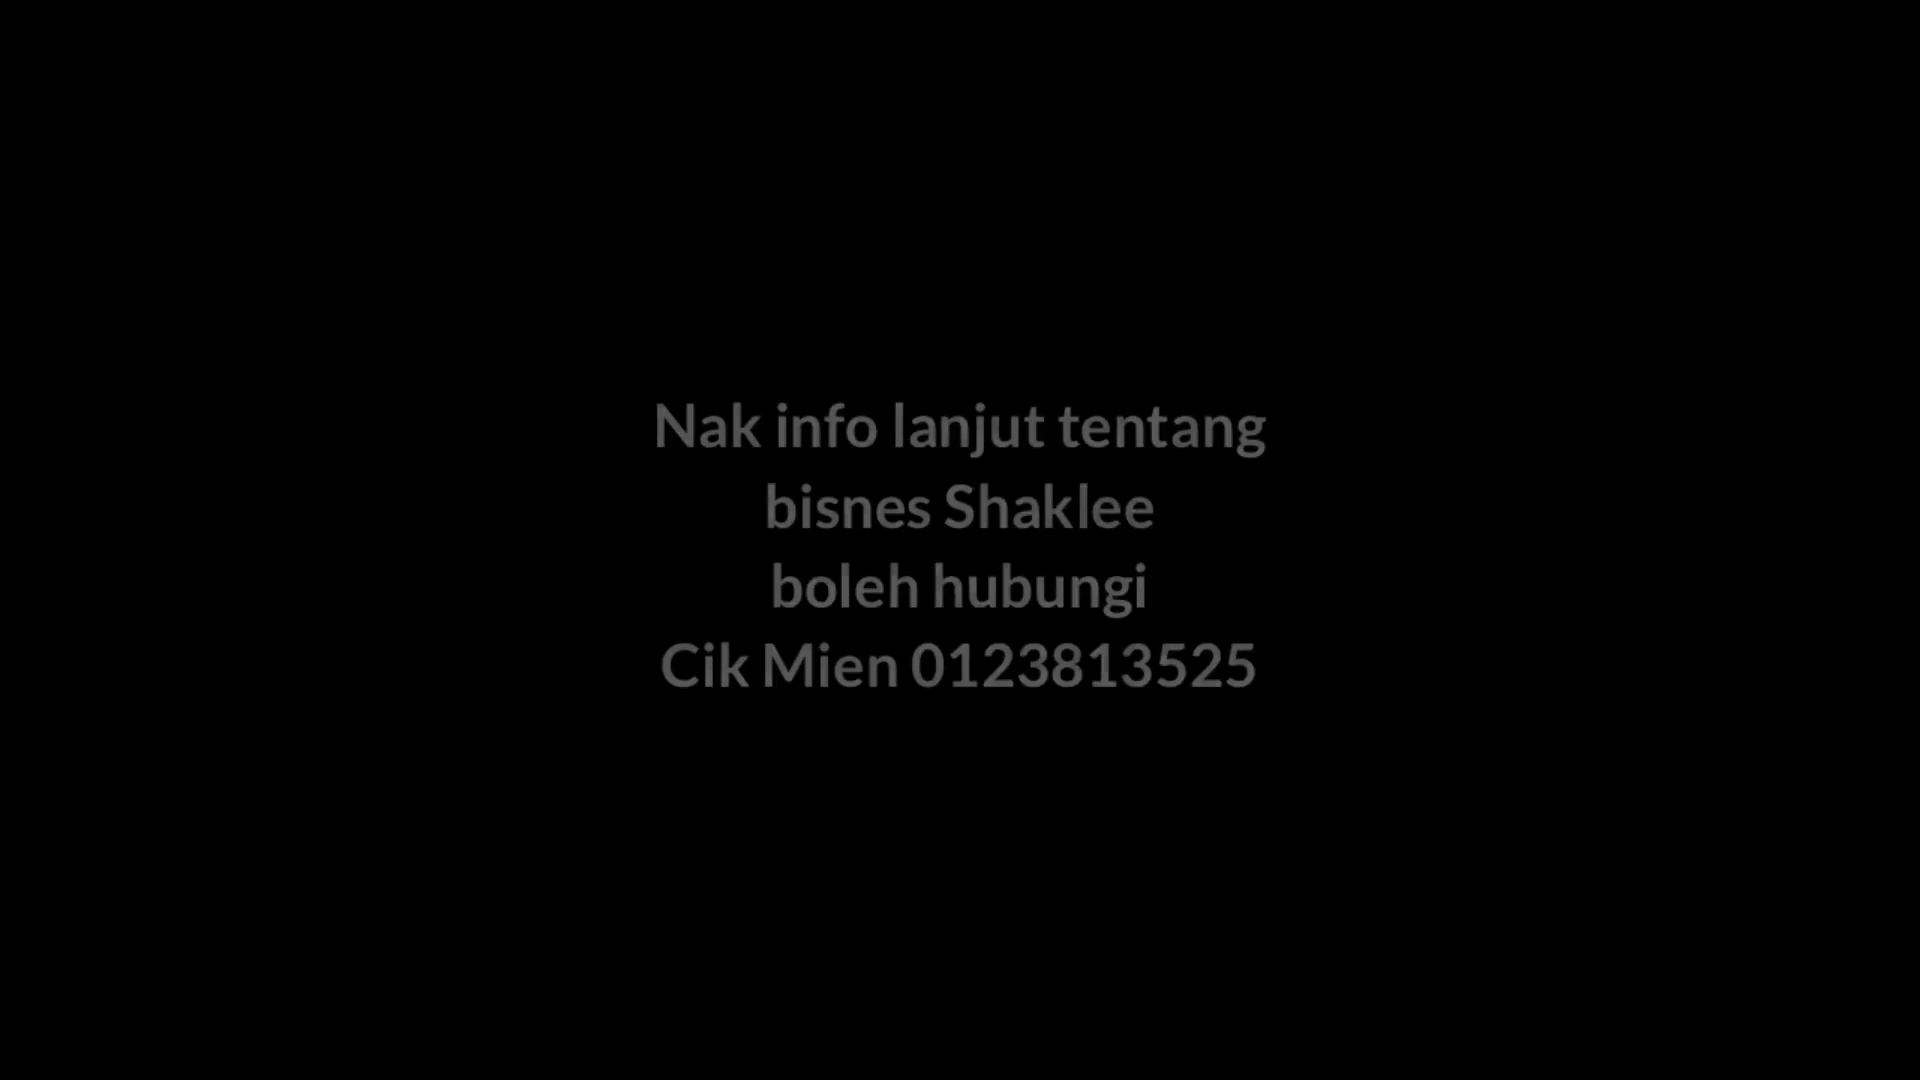 Nak info lanjut tentang
bisnes Shaklee
boleh hubungi
Cik Mien 0123813525